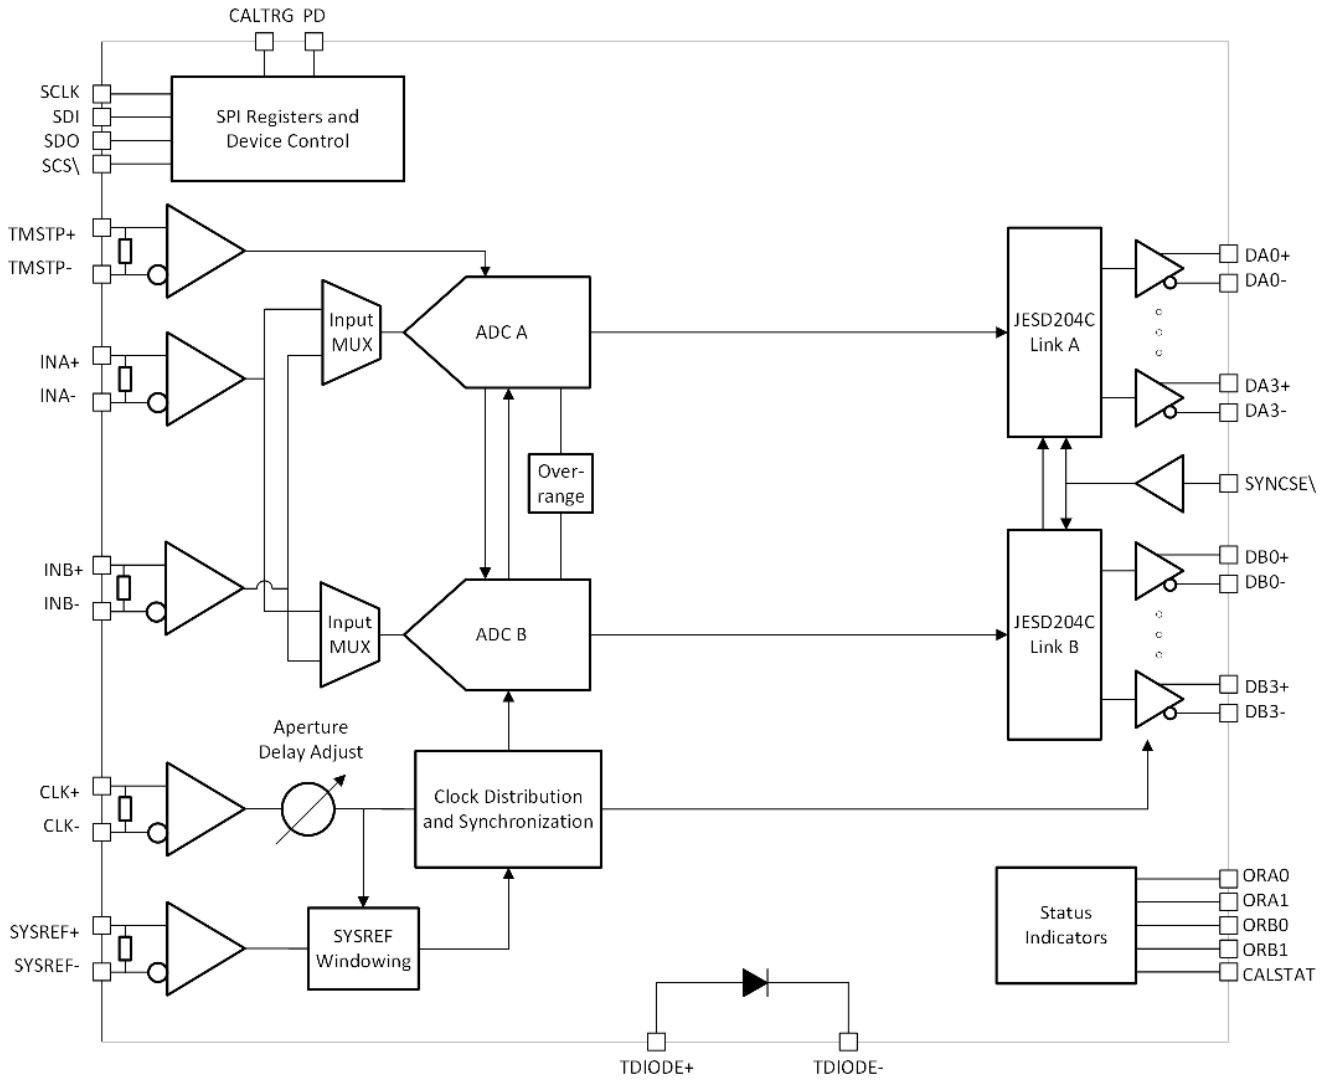 CALTRG PD
SCLK
SDI
SDO
SCS\
SPI Registers and
Device Control
TMSTP+
TMSTP-
INA+
INA-
Input
MUX
ADC A
JESD204C
Link A
DA0+
DA0-
DA3+
DA3-
Over-
range
SYNCSE\
INB+
INB-
Input
MUX
ADC B
JESD204C
Link B
DB0+
DB0-
DB3+
DB3-
Aperture
Delay Adjust
CLK+
CLK-
Clock Distribution
and Synchronization
SYSREF+
SYSREF-
SYSREF
Windowing
Status
Indicators
ORA0
ORA1
ORB0
ORB1
CALSTAT
TDIODE+
TDIODE-